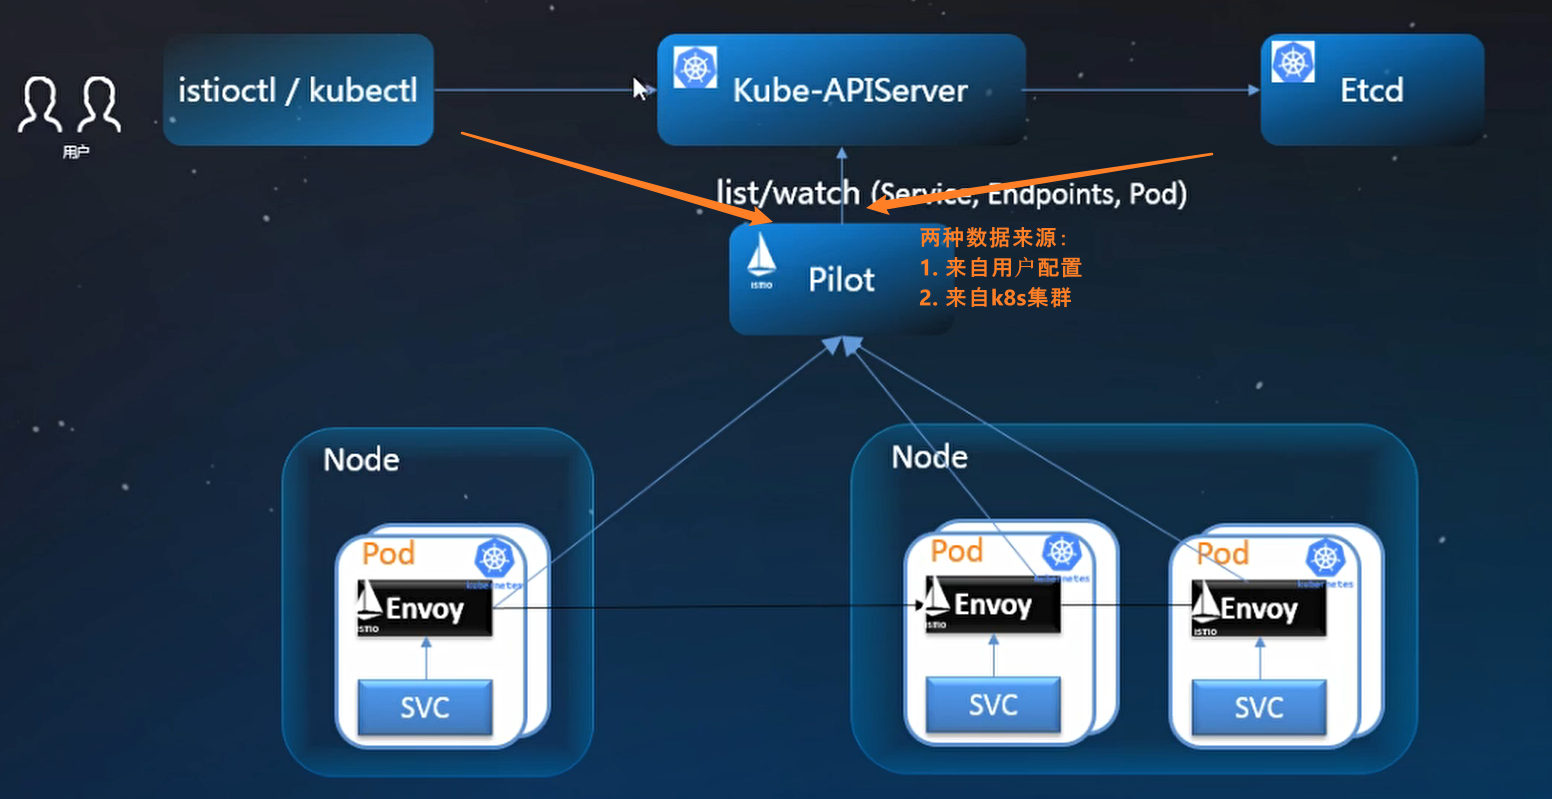 istioctl / kubectl
Kube-APIServer
Etcd
用户
list/watch (Service, Endpoints, Pod)
ISTIO
Pilot
两种数据来源：
1. 来自用户配置
2. 来自k8s集群
Node
Node
Pod
kubernetes
Envoy
ISTIO
SVC
Pod
kubernetes
Envoy
ISTIO
SVC
Pod
kubernetes
Envoy
ISTIO
SVC